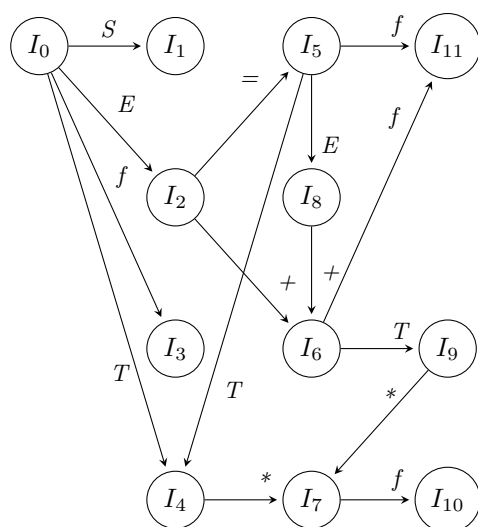 I₀ S I₁ I₅ f I₁₁
E = f
f I₂ E I₈
+ +
I₃ I₆ T I₉
T T *
I₄ * I₇ f I₁₀